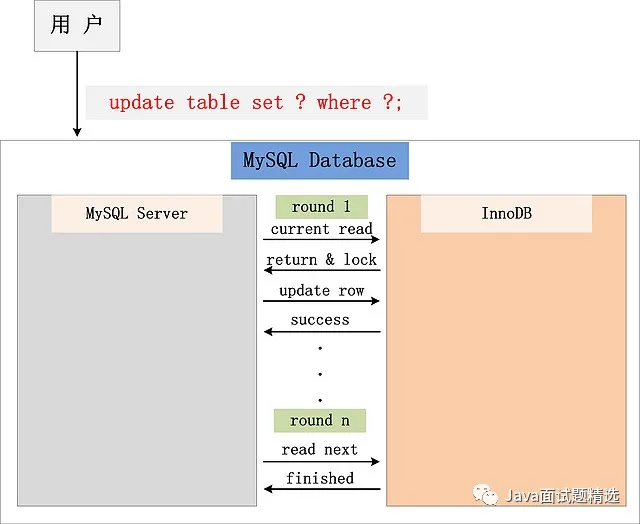 用 户
update table set ? where ?;
MySQL Database
MySQL Server
round 1
InnoDB
current read
return & lock
update row
success
round n
read next
finished
Java面试题精选